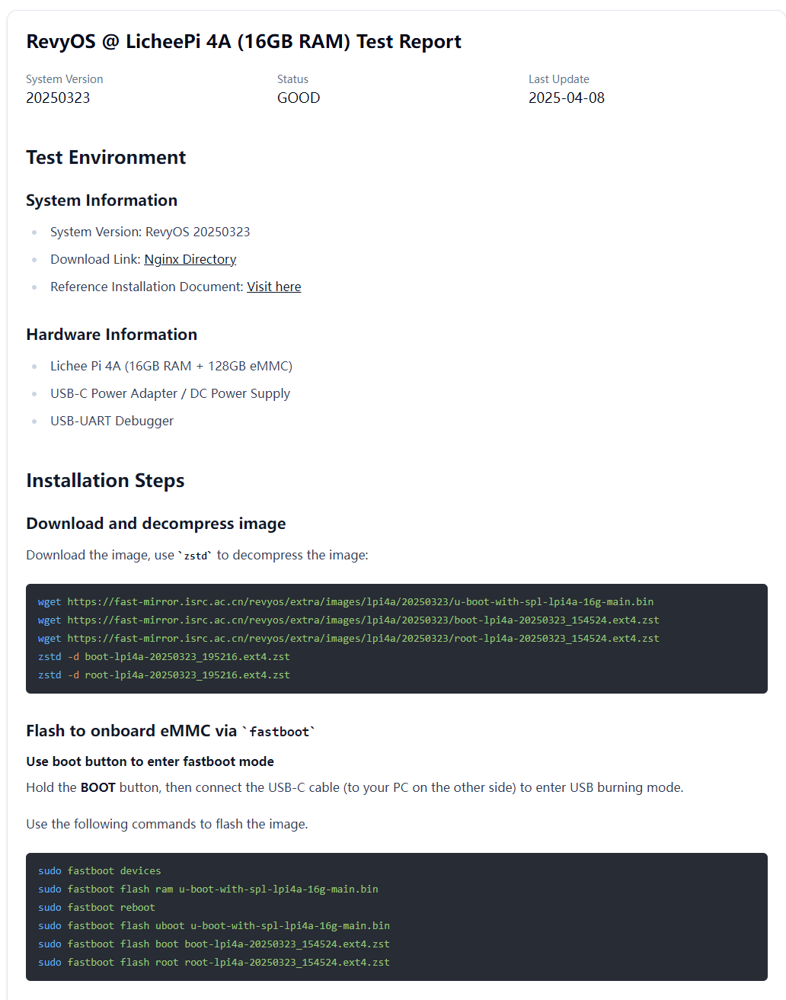 RevyOS @ LicheePi 4A (16GB RAM) Test Report
System Version
20250323
Status
GOOD
Last Update
2025-04-08
Test Environment
System Information
System Version: RevyOS 20250323
Download Link: Nginx Directory
Reference Installation Document: Visit here
Hardware Information
Lichee Pi 4A (16GB RAM + 128GB eMMC)
USB-C Power Adapter / DC Power Supply
USB-UART Debugger
Installation Steps
Download and decompress image
Download the image, use `zstd` to decompress the image:
wget https://fast-mirror.isrc.ac.cn/revyos/extra/images/lpi4a/20250323/u-boot-with-spl-lpi4a-16g-main.bin
wget https://fast-mirror.isrc.ac.cn/revyos/extra/images/lpi4a/20250323/boot-lpi4a-20250323_154524.ext4.zst
wget https://fast-mirror.isrc.ac.cn/revyos/extra/images/lpi4a/20250323/root-lpi4a-20250323_154524.ext4.zst
zstd -d boot-lpi4a-20250323_195216.ext4.zst
zstd -d root-lpi4a-20250323_195216.ext4.zst
Flash to onboard eMMC via `fastboot`
Use boot button to enter fastboot mode
Hold the BOOT button, then connect the USB-C cable (to your PC on the other side) to enter USB burning mode.
Use the following commands to flash the image.
sudo fastboot devices
sudo fastboot flash ram u-boot-with-spl-lpi4a-16g-main.bin
sudo fastboot reboot
sudo fastboot flash uboot u-boot-with-spl-lpi4a-16g-main.bin
sudo fastboot flash boot boot-lpi4a-20250323_154524.ext4.zst
sudo fastboot flash root root-lpi4a-20250323_154524.ext4.zst